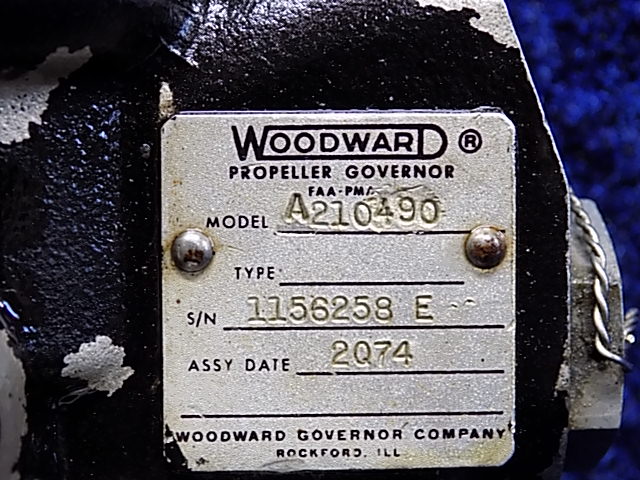 WOODWARD ®
PROPELLER GOVERNOR
FAA-PMA
MODEL A210490
TYPE
S/N 1156258 E
ASSY DATE 2Q74
WOODWARD GOVERNOR COMPANY
ROCKFORD, ILL